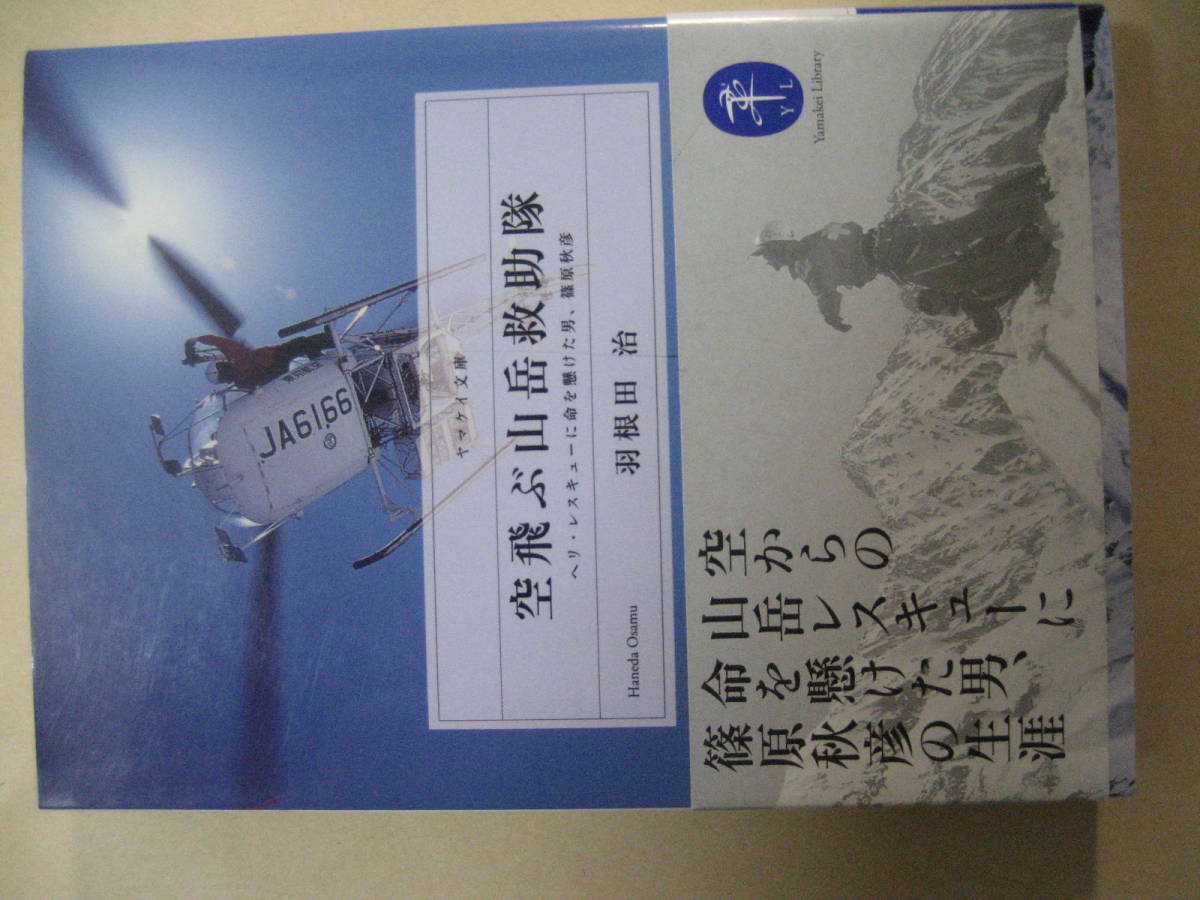 JA6166
ヤマケイ文庫
空飛ぶ山岳救助隊
ヘリ・レスキューに命を懸けた男、篠原秋彦
羽根田 治
Haneda Osamu
Y L
Yamakei Library
空からの
山岳レスキューに
命を懸けた男、
篠原秋彦の生涯